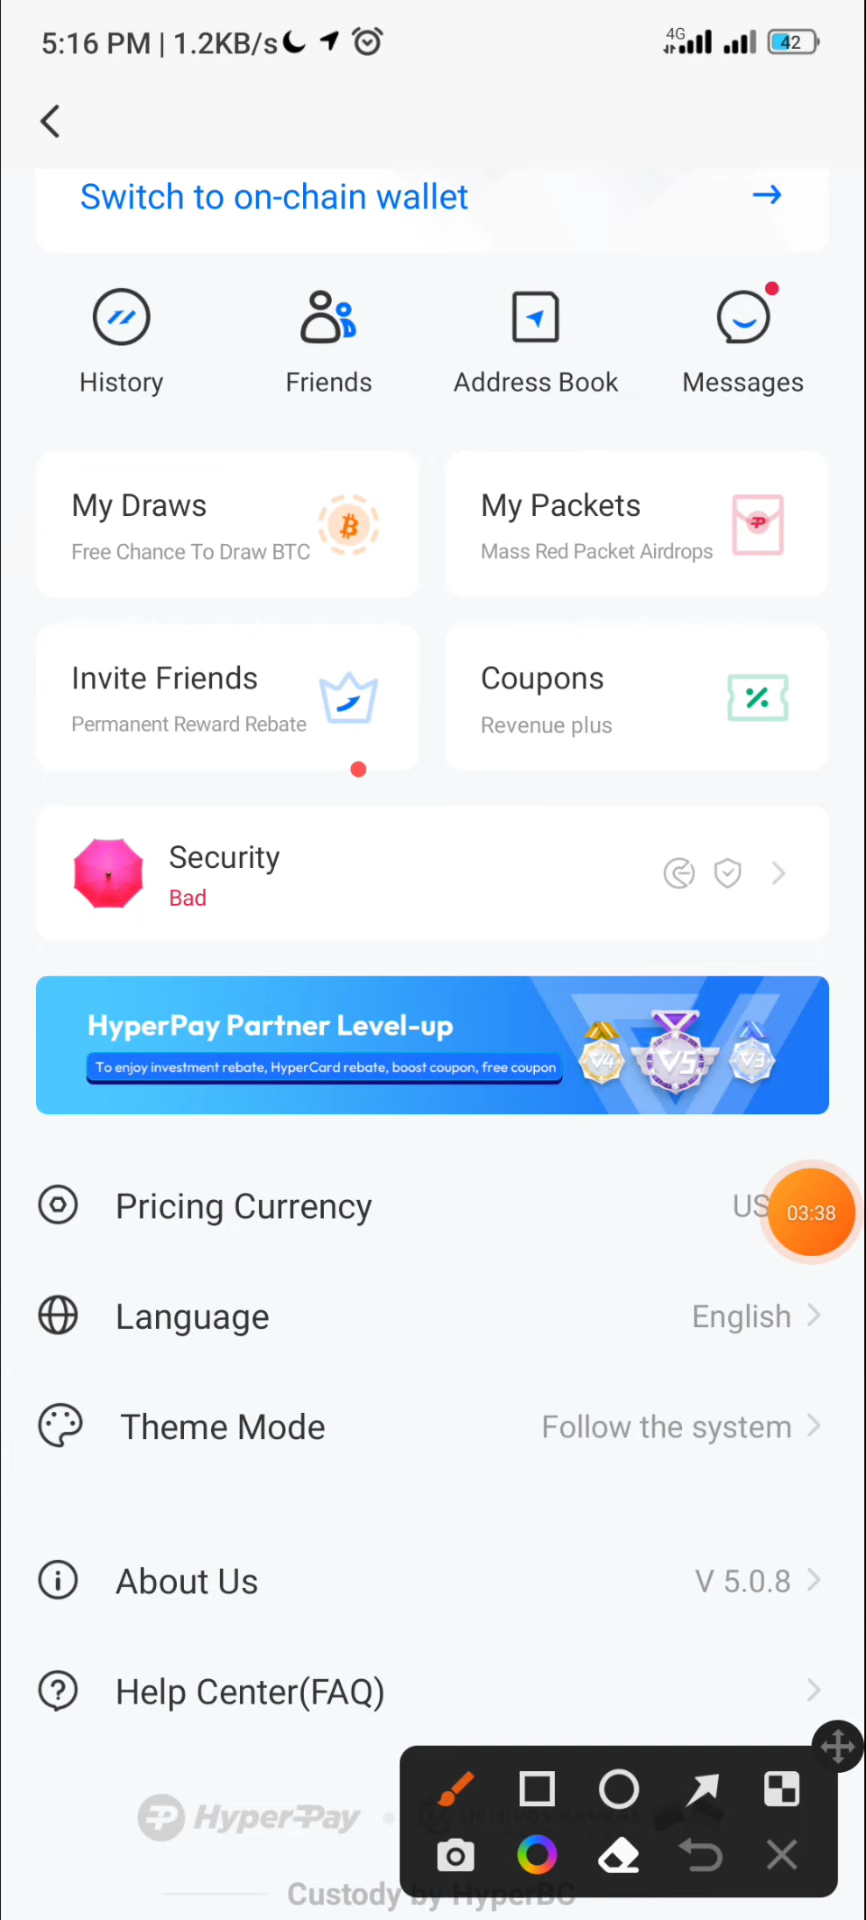 5:16 PM | 1.2KB/s
4G
42
Switch to on-chain wallet
History
Friends
Address Book
Messages
My Draws
Free Chance To Draw BTC
My Packets
Mass Red Packet Airdrops
Invite Friends
Permanent Reward Rebate
Coupons
Revenue plus
Security
Bad
HyperPay Partner Level-up
To enjoy investment rebate, HyperCard rebate, boost coupon, free coupon
V4
V5
V3
Pricing Currency
US
03:38
Language
English
Theme Mode
Follow the system
About Us
V 5.0.8
Help Center(FAQ)
HyperPay
Custody by HyperBC